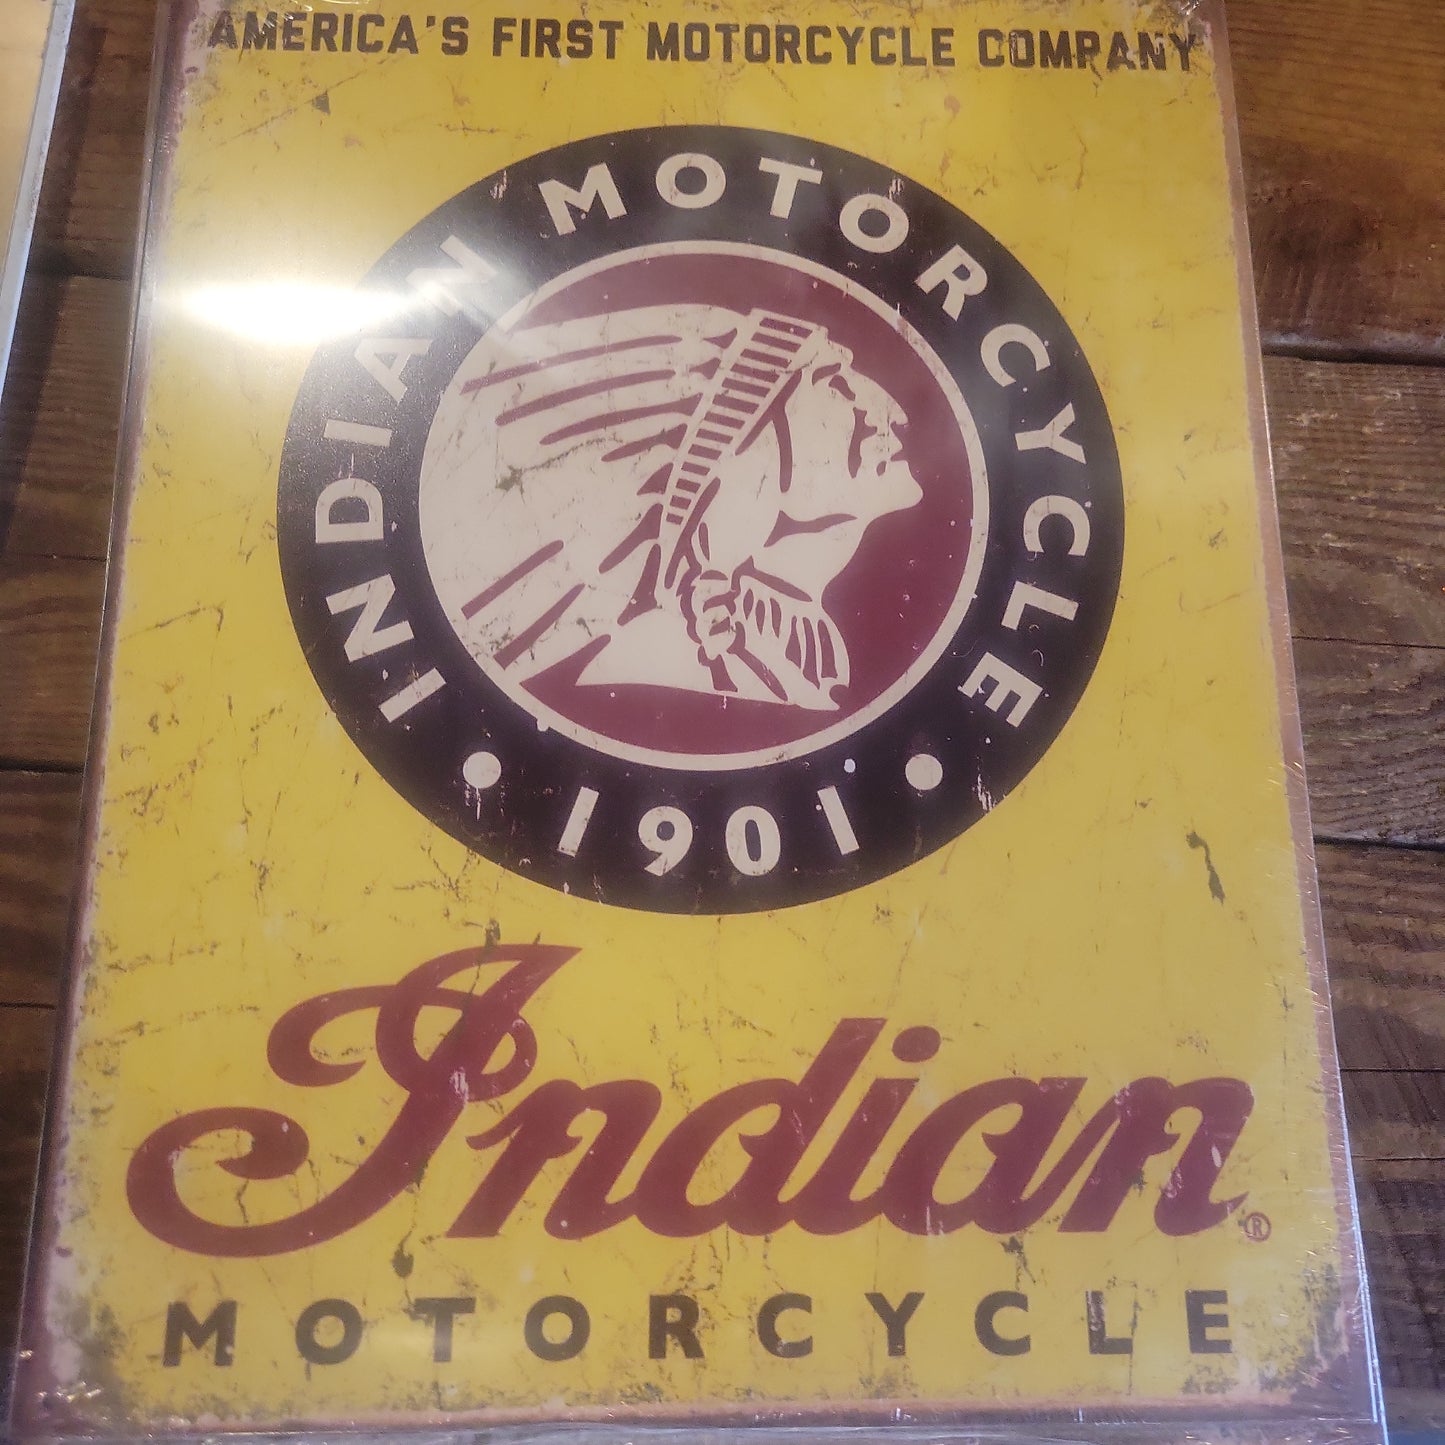 AMERICA'S FIRST MOTORCYCLE COMPANY
INDIAN MOTORCYCLE
• 1901 •
Indian®
MOTORCYCLE